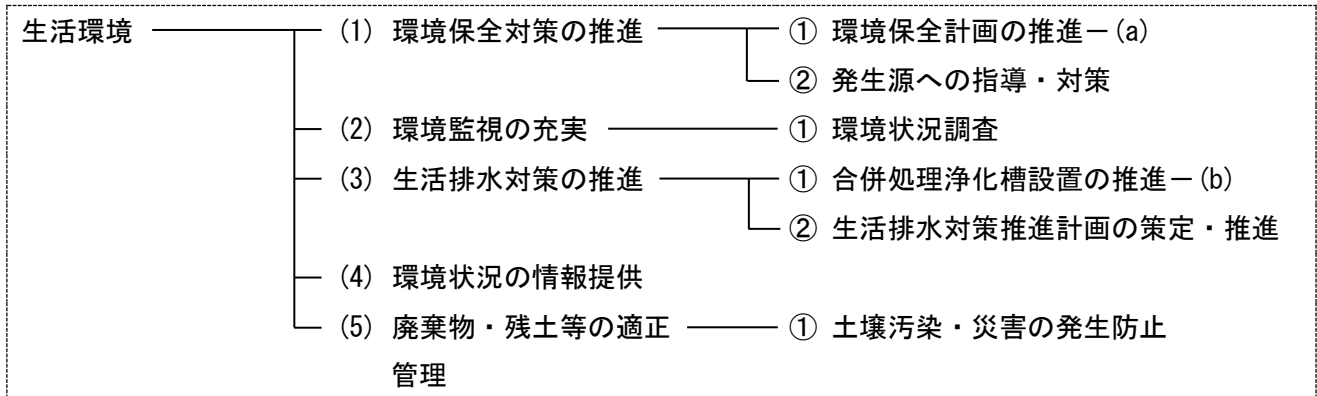 生活環境 (1) 環境保全対策の推進 ① 環境保全計画の推進－(a)
② 発生源への指導・対策
(2) 環境監視の充実 ① 環境状況調査
(3) 生活排水対策の推進 ① 合併処理浄化槽設置の推進－(b)
② 生活排水対策推進計画の策定・推進
(4) 環境状況の情報提供
(5) 廃棄物・残土等の適正 ① 土壌汚染・災害の発生防止
管理